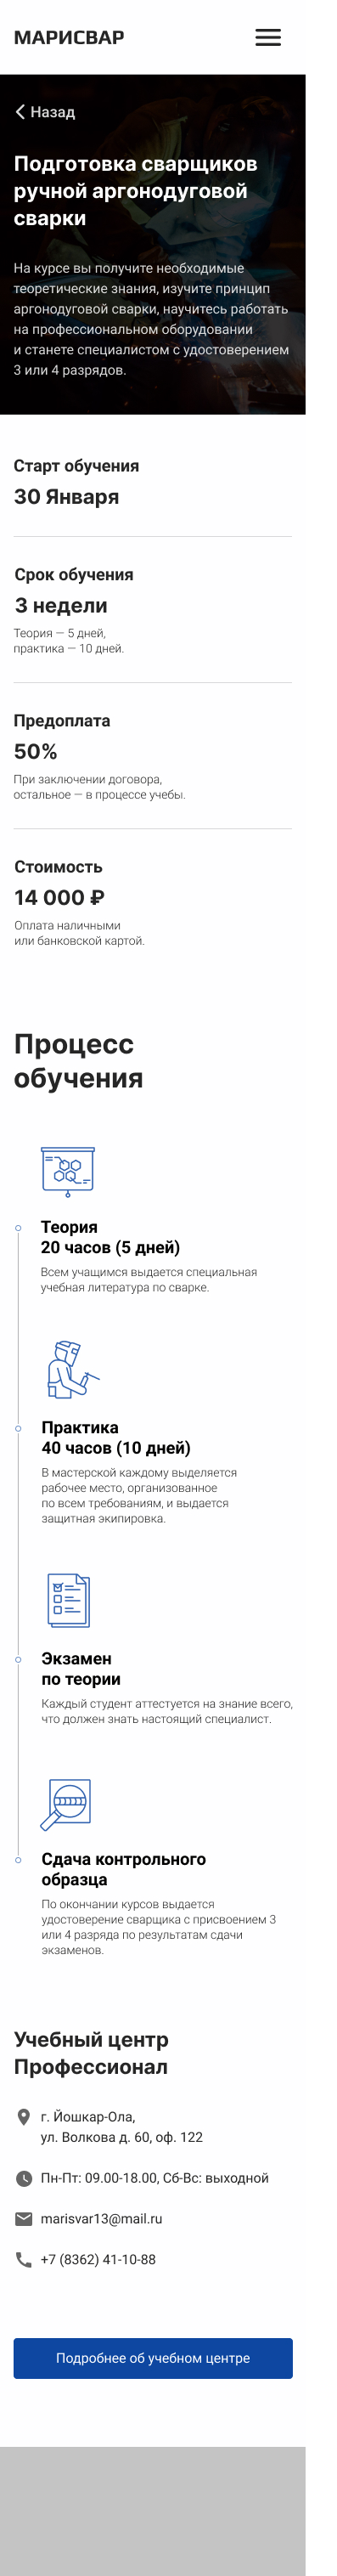 МАРИСВАР
Назад
Подготовка сварщиков
ручной аргонодуговой
сварки
На курсе вы получите необходимые
теоретические знания, изучите принцип
аргонодуговой сварки, научитесь работать
на профессиональном оборудовании
и станете специалистом с удостоверением
3 или 4 разрядов.
Старт обучения
30 Января
Срок обучения
3 недели
Теория — 5 дней,
практика — 10 дней.
Предоплата
50%
При заключении договора,
остальное — в процессе учебы.
Стоимость
14 000 ₽
Оплата наличными
или банковской картой.
Процесс
обучения
Теория
20 часов (5 дней)
Всем учащимся выдается специальная
учебная литература по сварке.
Практика
40 часов (10 дней)
В мастерской каждому выделяется
рабочее место, организованное
по всем требованиям, и выдается
защитная экипировка.
Экзамен
по теории
Каждый студент аттестуется на знание всего,
что должен знать настоящий специалист.
Сдача контрольного
образца
По окончании курсов выдается
удостоверение сварщика с присвоением 3
или 4 разряда по результатам сдачи
экзаменов.
Учебный центр
Профессионал
г. Йошкар-Ола,
ул. Волкова д. 60, оф. 122
Пн-Пт: 09.00-18.00, Сб-Вс: выходной
marisvar13@mail.ru
+7 (8362) 41-10-88
Подробнее об учебном центре